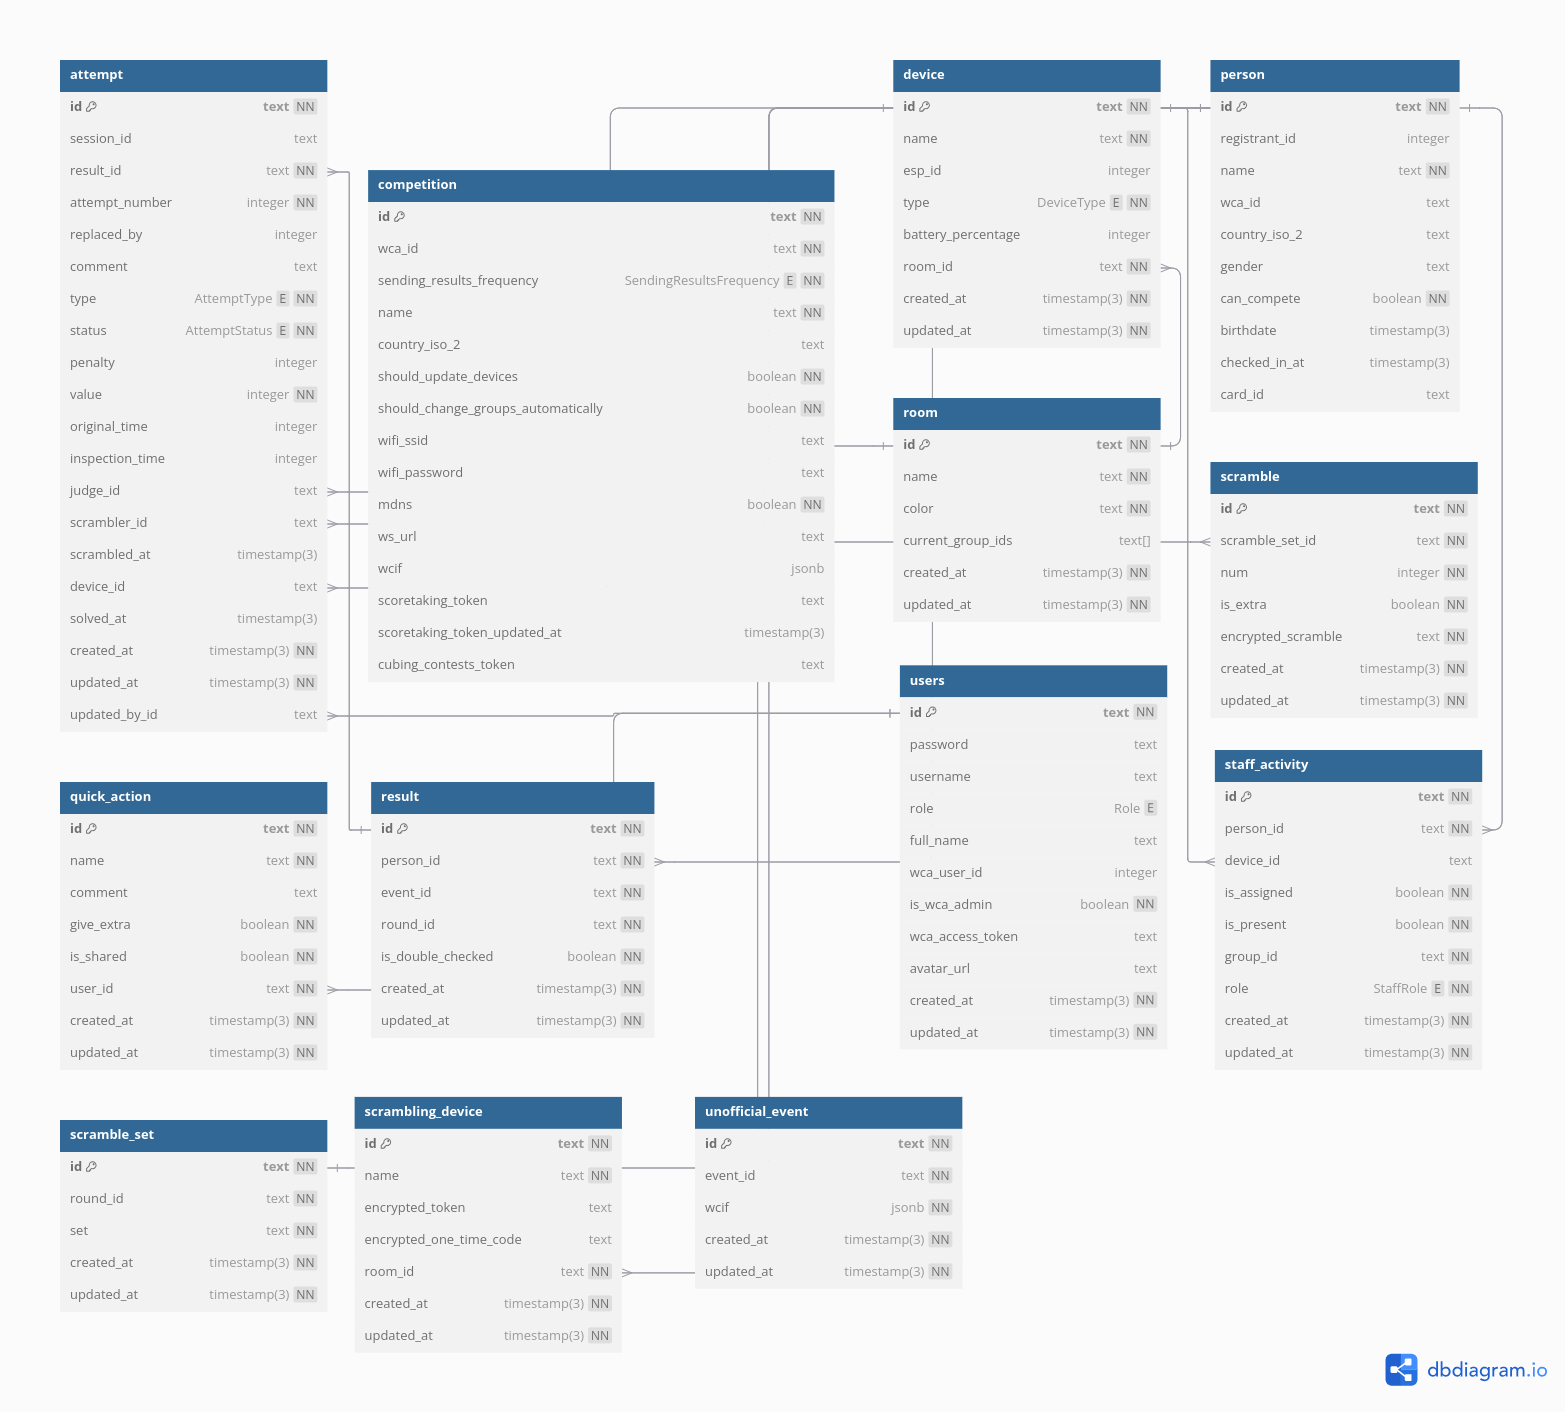 attempt
id text NN
session_id text
result_id text NN
attempt_number integer NN
replaced_by integer
comment text
type AttemptType E NN
status AttemptStatus E NN
penalty integer
value integer NN
original_time integer
inspection_time integer
judge_id text
scrambler_id text
scrambled_at timestamp(3)
device_id text
solved_at timestamp(3)
created_at timestamp(3) NN
updated_at timestamp(3) NN
updated_by_id text
competition
id text NN
wca_id text NN
sending_results_frequency SendingResultsFrequency E NN
name text NN
country_iso_2 text
should_update_devices boolean NN
should_change_groups_automatically boolean NN
wifi_ssid text
wifi_password text
mdns boolean NN
ws_url text
wcif jsonb
scoretaking_token text
scoretaking_token_updated_at timestamp(3)
cubing_contests_token text
device
id text NN
name text NN
esp_id integer
type DeviceType E NN
battery_percentage integer
room_id text NN
created_at timestamp(3) NN
updated_at timestamp(3) NN
person
id text NN
registrant_id integer
name text NN
wca_id text
country_iso_2 text
gender text
can_compete boolean NN
birthdate timestamp(3)
checked_in_at timestamp(3)
card_id text
room
id text NN
name text NN
color text NN
current_group_ids text[]
created_at timestamp(3) NN
updated_at timestamp(3) NN
scramble
id text NN
scramble_set_id text NN
num integer NN
is_extra boolean NN
encrypted_scramble text NN
created_at timestamp(3) NN
updated_at timestamp(3) NN
users
id text NN
password text
username text
role Role E
full_name text
wca_user_id integer
is_wca_admin boolean NN
wca_access_token text
avatar_url text
created_at timestamp(3) NN
updated_at timestamp(3) NN
staff_activity
id text NN
person_id text NN
device_id text
is_assigned boolean NN
is_present boolean NN
group_id text NN
role StaffRole E NN
created_at timestamp(3) NN
updated_at timestamp(3) NN
quick_action
id text NN
name text NN
comment text
give_extra boolean NN
is_shared boolean NN
user_id text NN
created_at timestamp(3) NN
updated_at timestamp(3) NN
result
id text NN
person_id text NN
event_id text NN
round_id text NN
is_double_checked boolean NN
created_at timestamp(3) NN
updated_at timestamp(3) NN
scramble_set
id text NN
round_id text NN
set text NN
created_at timestamp(3) NN
updated_at timestamp(3) NN
scrambling_device
id text NN
name text NN
encrypted_token text
encrypted_one_time_code text
room_id text NN
created_at timestamp(3) NN
updated_at timestamp(3) NN
unofficial_event
id text NN
event_id text NN
wcif jsonb NN
created_at timestamp(3) NN
updated_at timestamp(3) NN
dbdiagram.io